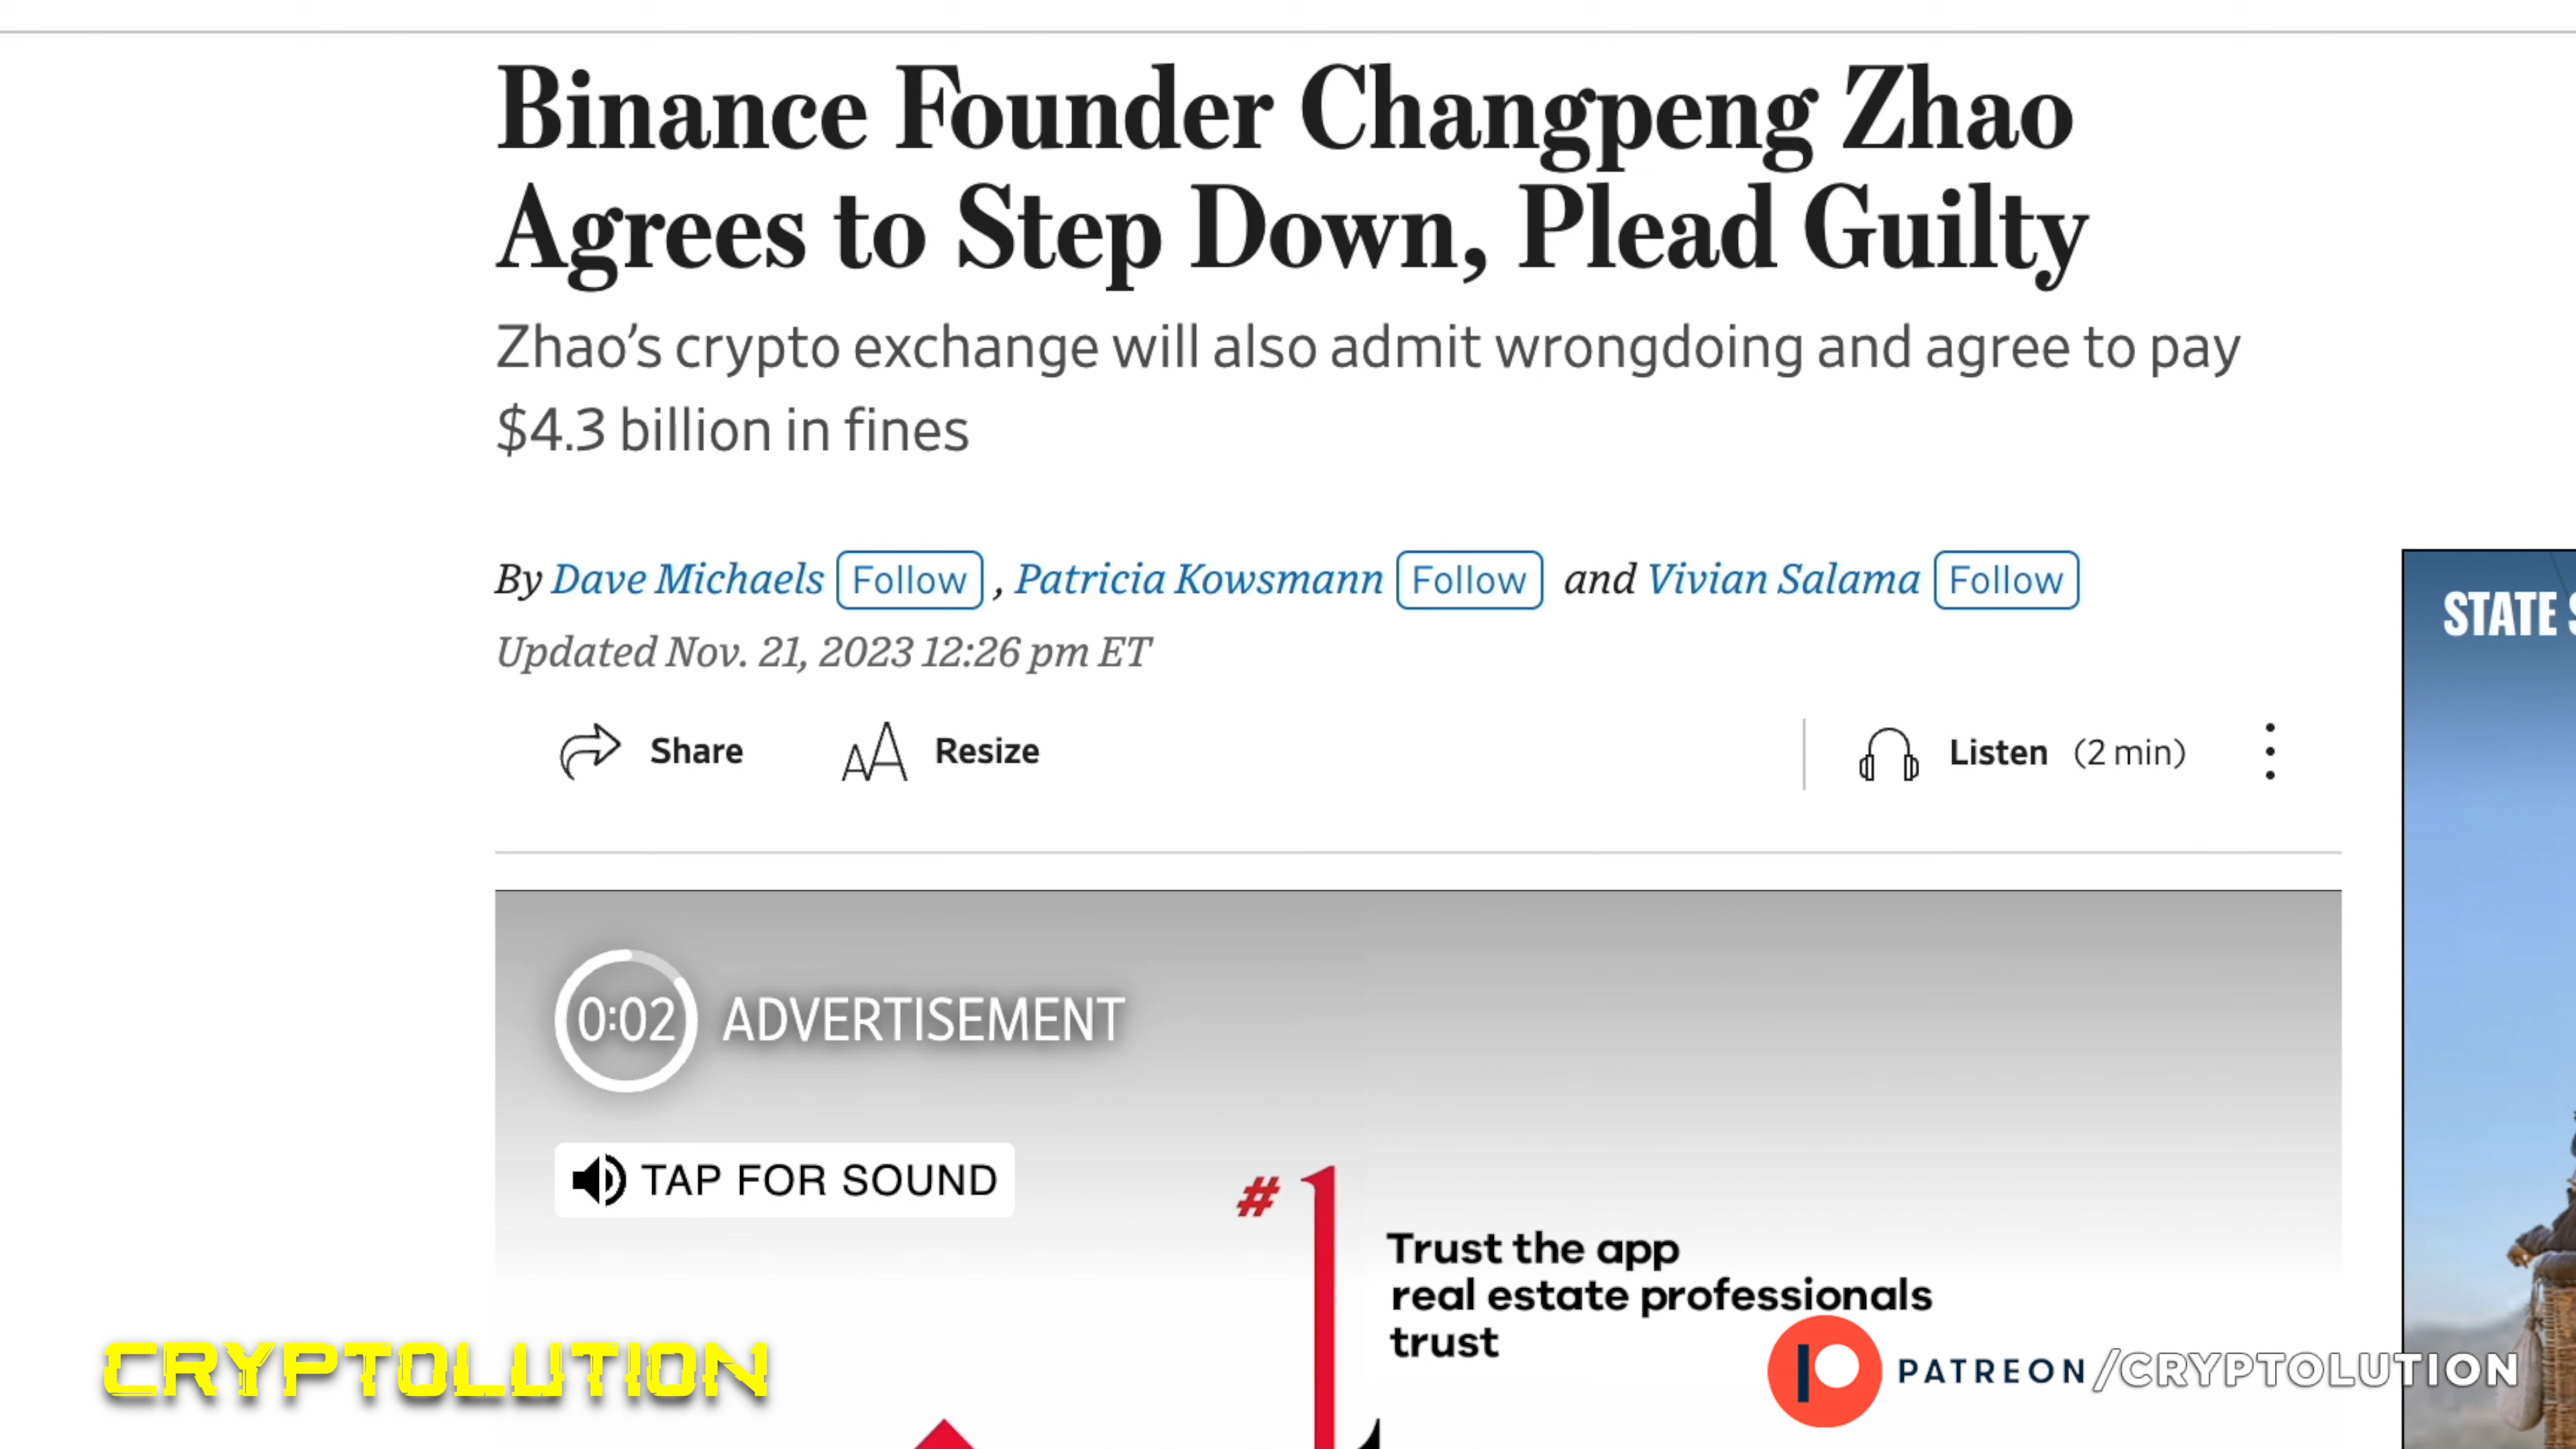 Binance Founder Changpeng Zhao
Agrees to Step Down, Plead Guilty
Zhao's crypto exchange will also admit wrongdoing and agree to pay
$4.3 billion in fines
By Dave Michaels Follow , Patricia Kowsmann Follow and Vivian Salama Follow
Updated Nov. 21, 2023 12:26 pm ET
STATE
Share Resize Listen (2 min)
0:02 ADVERTISEMENT
TAP FOR SOUND
#1
Trust the app
real estate professionals
trust
CRYPTOLUTION
PATREON/CRYPTOLUTION